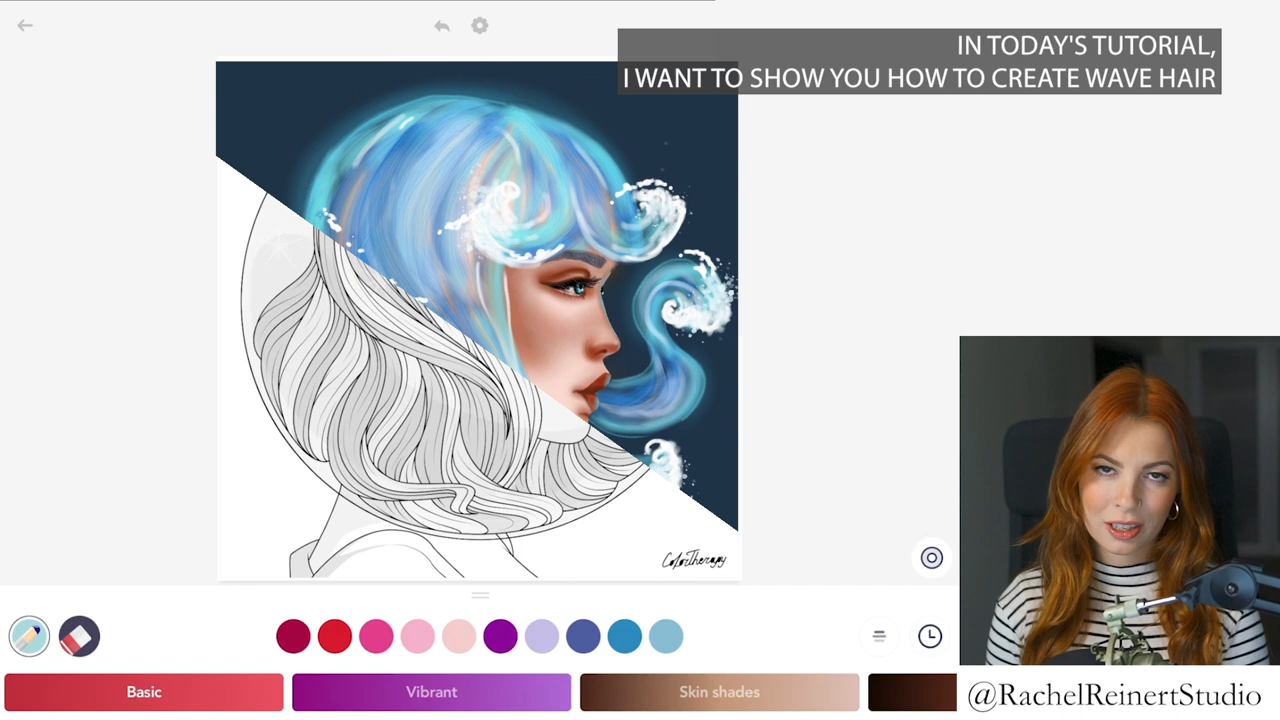 IN TODAY'S TUTORIAL,
I WANT TO SHOW YOU HOW TO CREATE WAVE HAIR
ColorTherapy
Basic
Vibrant
Skin shades
@RachelReinertStudio